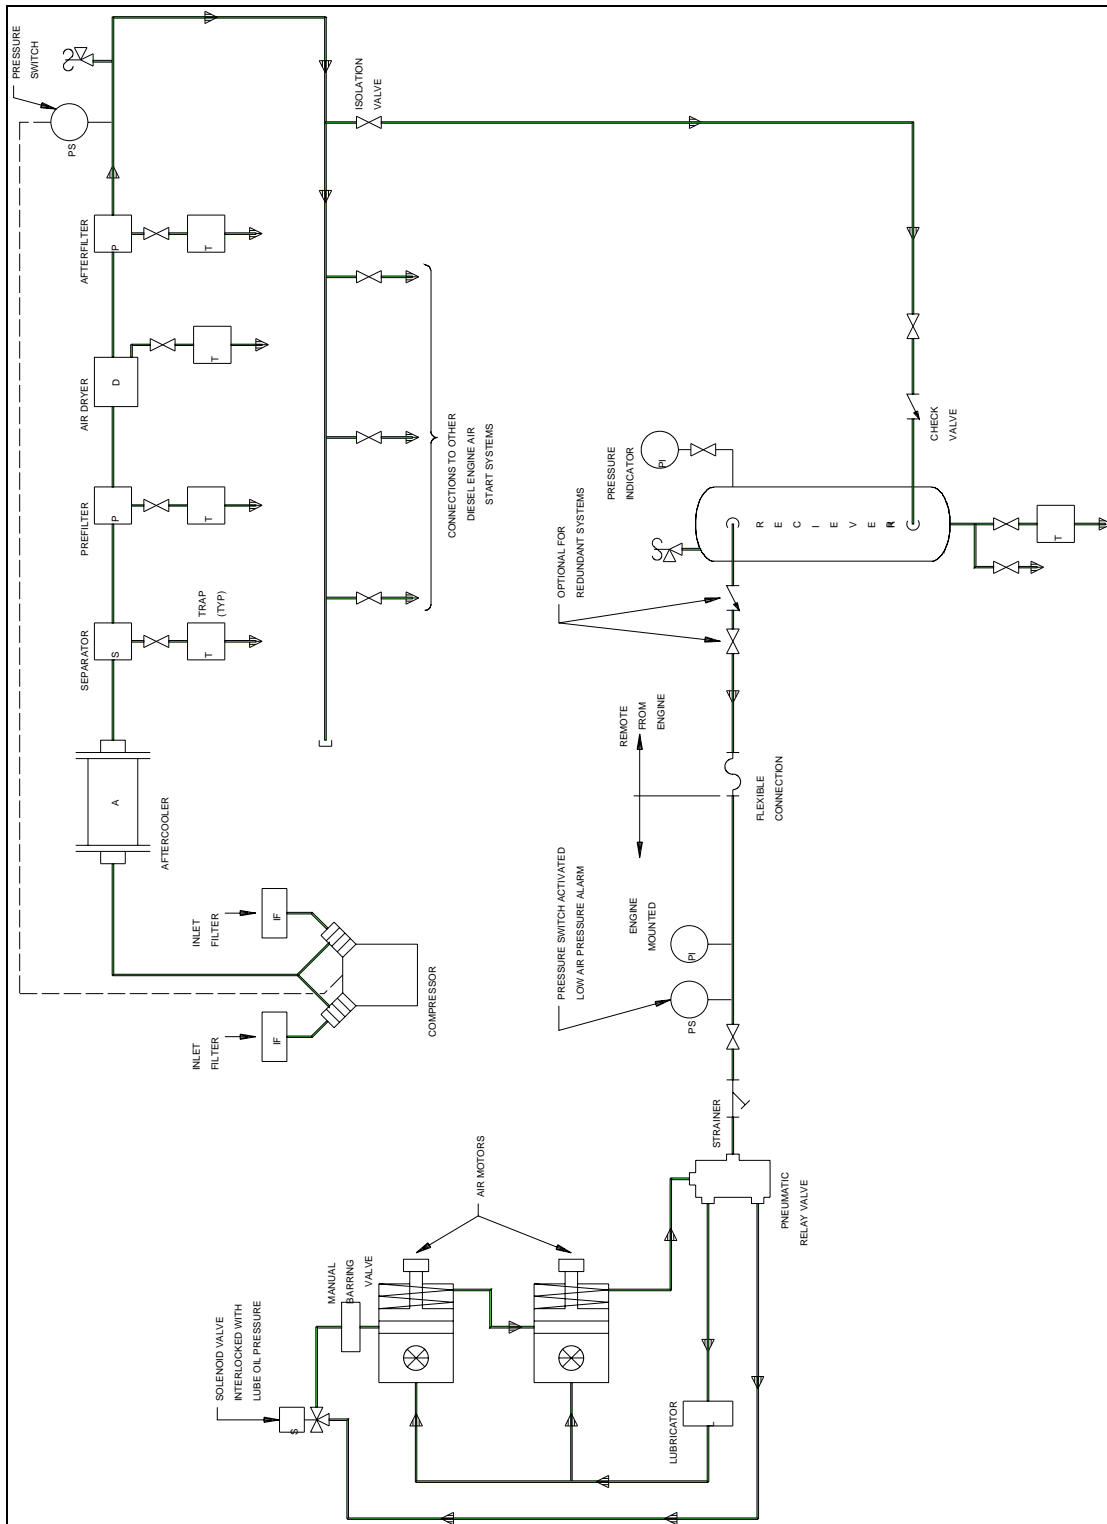 SOLENOID VALVE
INTERLOCKED WITH
LUBE OIL PRESSURE
S
MANUAL
BARRING
VALVE
AIR MOTORS
LUBRICATOR
L
PNEUMATIC
RELAY VALVE
STRAINER
INLET
FILTER
IF
INLET
FILTER
IF
COMPRESSOR
AFTERCOOLER
A
SEPARATOR
S
TRAP
(TYP)
T
PREFILTER
P
T
AIR DRYER
D
T
AFTERFILTER
P
T
PRESSURE
SWITCH
PS
ISOLATION
VALVE
CONNECTIONS TO OTHER
DIESEL ENGINE AIR
START SYSTEMS
PRESSURE SWITCH ACTIVATED
LOW AIR PRESSURE ALARM
PS
PI
ENGINE
MOUNTED
REMOTE
FROM
ENGINE
FLEXIBLE
CONNECTION
OPTIONAL FOR
REDUNDANT SYSTEMS
PRESSURE
INDICATOR
PI
RECIEVER
T
CHECK
VALVE